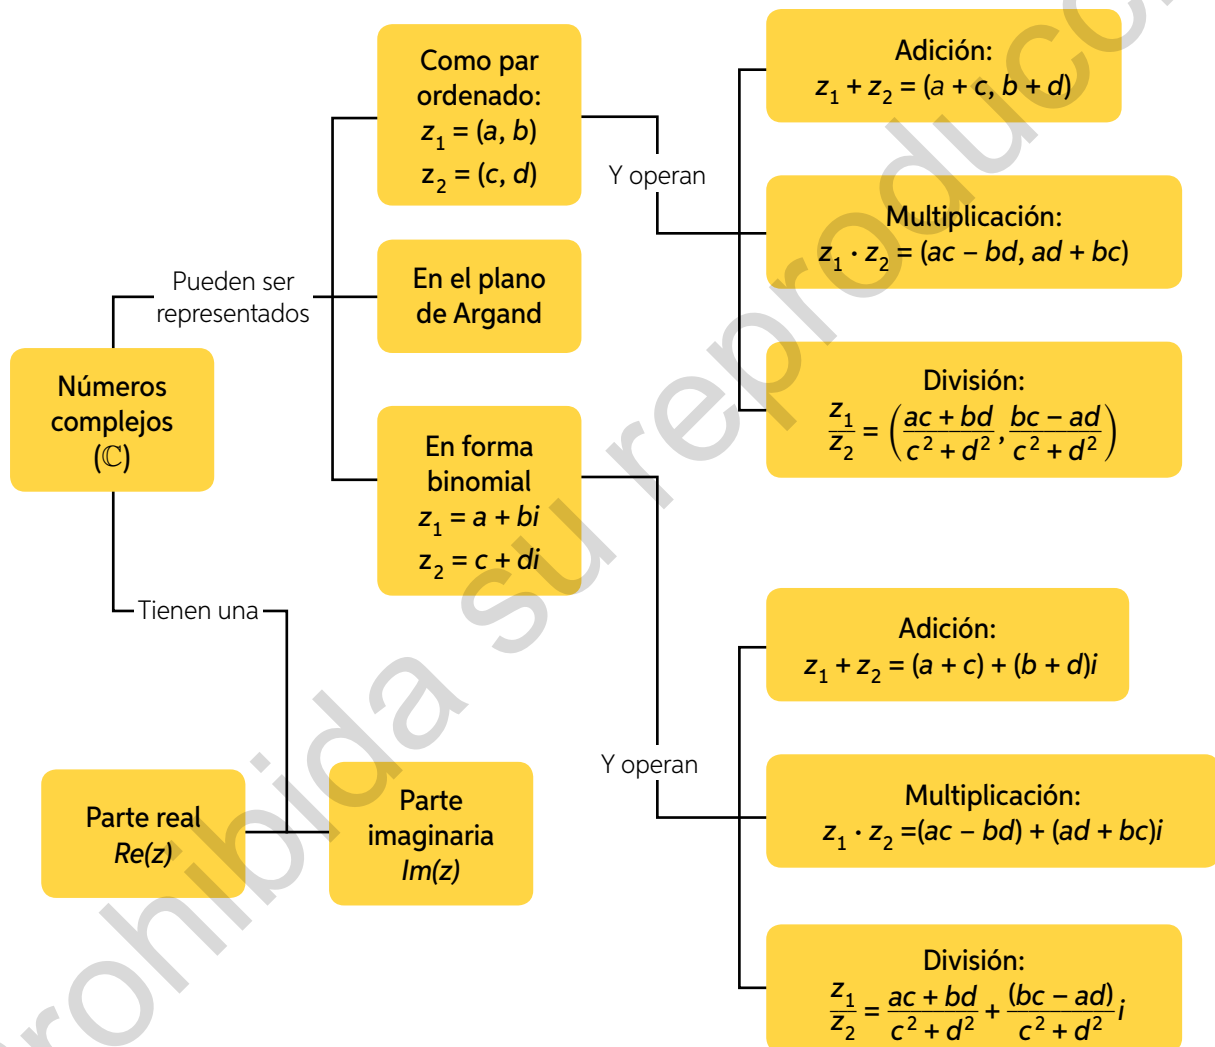 Números
complejos
(ℂ)
Pueden ser
representados
Como par
ordenado:
z₁ = (a, b)
z₂ = (c, d)
Y operan
Adición:
z₁ + z₂ = (a + c, b + d)
Multiplicación:
z₁ · z₂ = (ac – bd, ad + bc)
División:
z₁/z₂ = ((ac + bd)/(c² + d²), (bc – ad)/(c² + d²))
En el plano
de Argand
En forma
binomial
z₁ = a + bi
z₂ = c + di
Y operan
Adición:
z₁ + z₂ = (a + c) + (b + d)i
Multiplicación:
z₁ · z₂ =(ac – bd) + (ad + bc)i
División:
z₁/z₂ = (ac + bd)/(c² + d²) + (bc – ad)/(c² + d²) i
Tienen una
Parte real
Re(z)
Parte
imaginaria
Im(z)
rohibida su reproducci